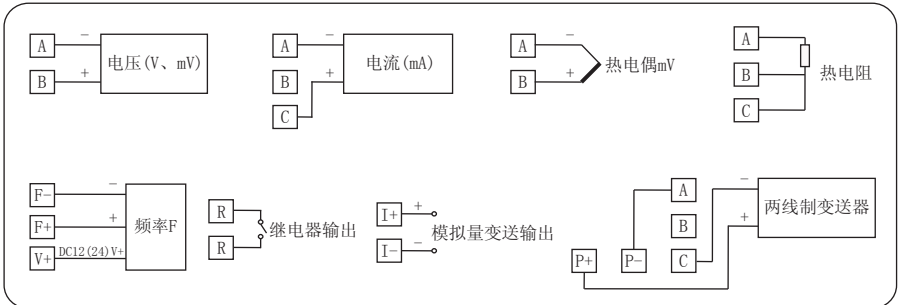 A
B
−
+
电压(V、mV)
A
B
C
−
+
电流(mA)
A
B
−
+
热电偶mV
A
B
C
热电阻
F-
F+
V+
−
+
DC12(24)V+
频率F
R
R
继电器输出
I+
I-
+
−
模拟量变送输出
P+
P-
A
B
C
−
+
两线制变送器